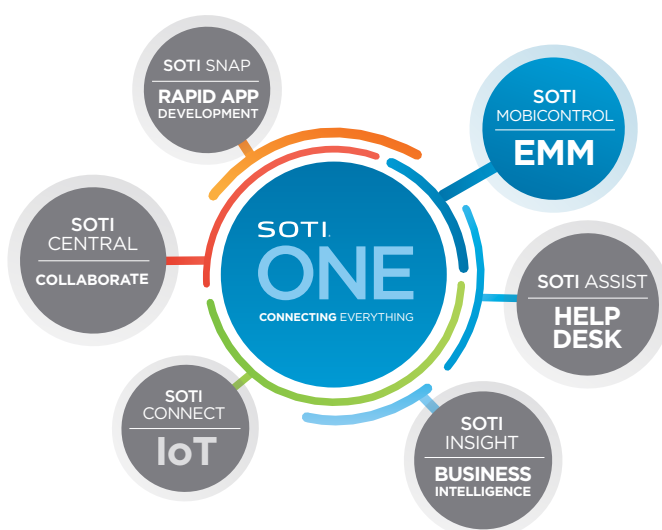 SOTI SNAP
RAPID APP
DEVELOPMENT
SOTI
MOBICONTROL
EMM
SOTI
CENTRAL
COLLABORATE
SOTI.
ONE
CONNECTING EVERYTHING
SOTI ASSIST
HELP
DESK
SOTI
CONNECT
IoT
SOTI
INSIGHT
BUSINESS
INTELLIGENCE